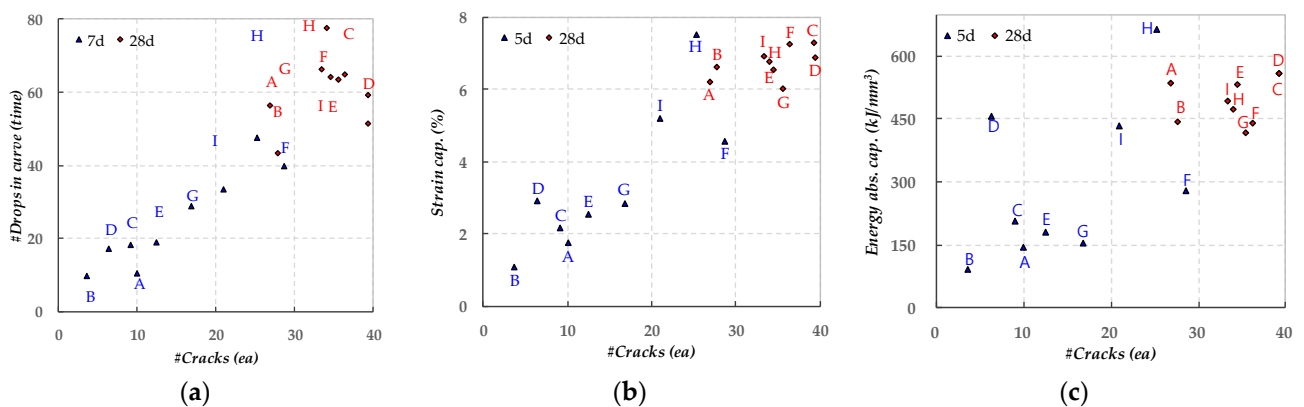 80
60
40
20
0
#Drops in curve (time)
7d 28d
H H C
F
G
A
D
B I E
I F
G
E
C
D
A
B
0 10 20 30 40
#Cracks (ea)
(a)
8
6
4
2
0
Strain cap. (%)
5d 28d
H I H F C
B
A E D
G
I
F
D E G
C
A
B
0 10 20 30 40
#Cracks (ea)
(b)
600
450
300
150
0
Energy abs. cap. (kJ/mm³)
5d 28d
H
A E D
I H C
B G F
D I
F
C E G
B A
0 10 20 30 40
#Cracks (ea)
(c)